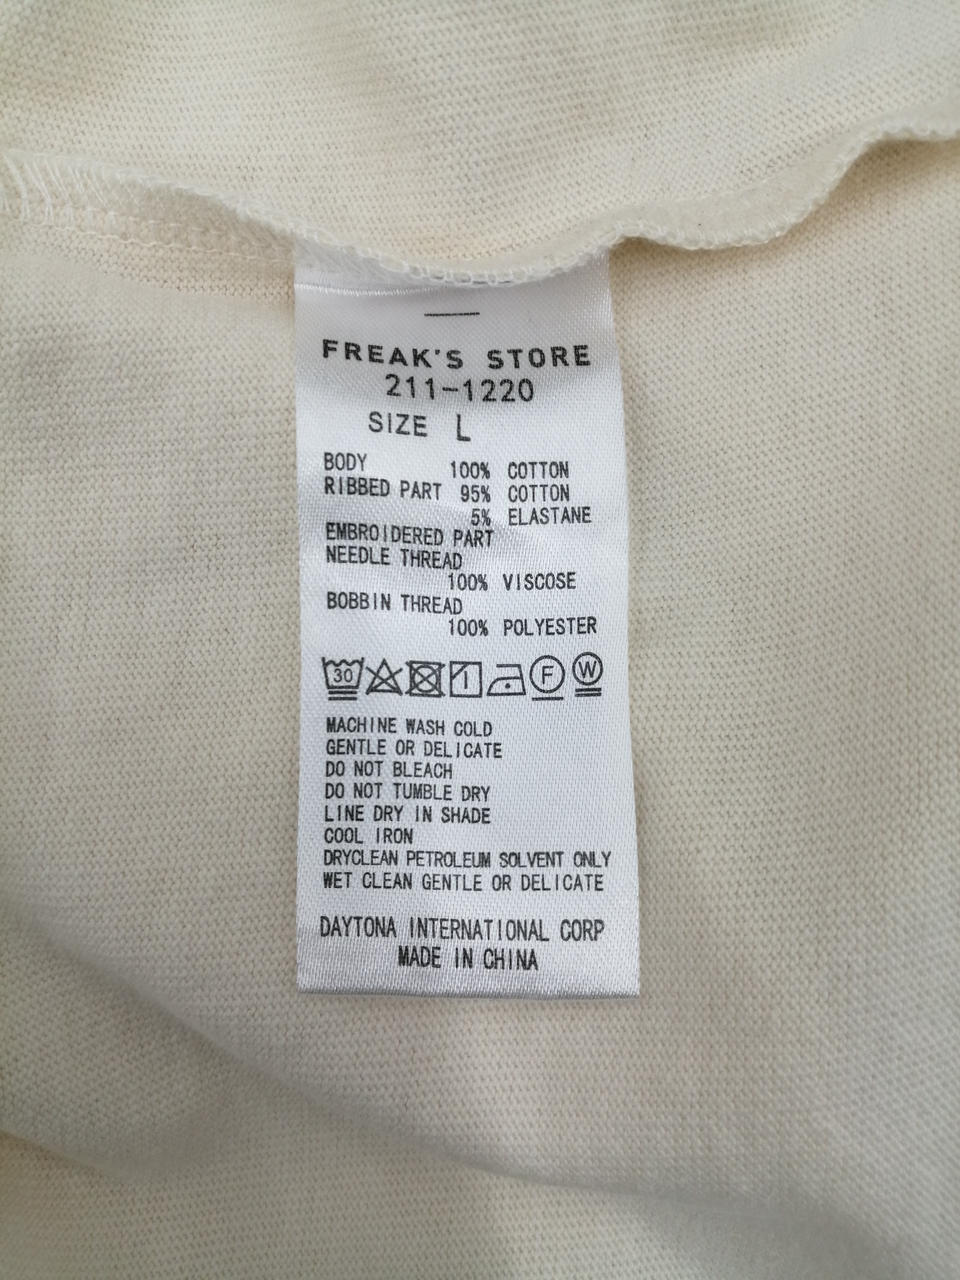 FREAK'S STORE
211-1220
SIZE L
BODY 100% COTTON
RIBBED PART 95% COTTON
5% ELASTANE
EMBROIDERED PART
NEEDLE THREAD
100% VISCOSE
BOBBIN THREAD
100% POLYESTER
30 F W
MACHINE WASH COLD
GENTLE OR DELICATE
DO NOT BLEACH
DO NOT TUMBLE DRY
LINE DRY IN SHADE
COOL IRON
DRYCLEAN PETROLEUM SOLVENT ONLY
WET CLEAN GENTLE OR DELICATE
DAYTONA INTERNATIONAL CORP
MADE IN CHINA